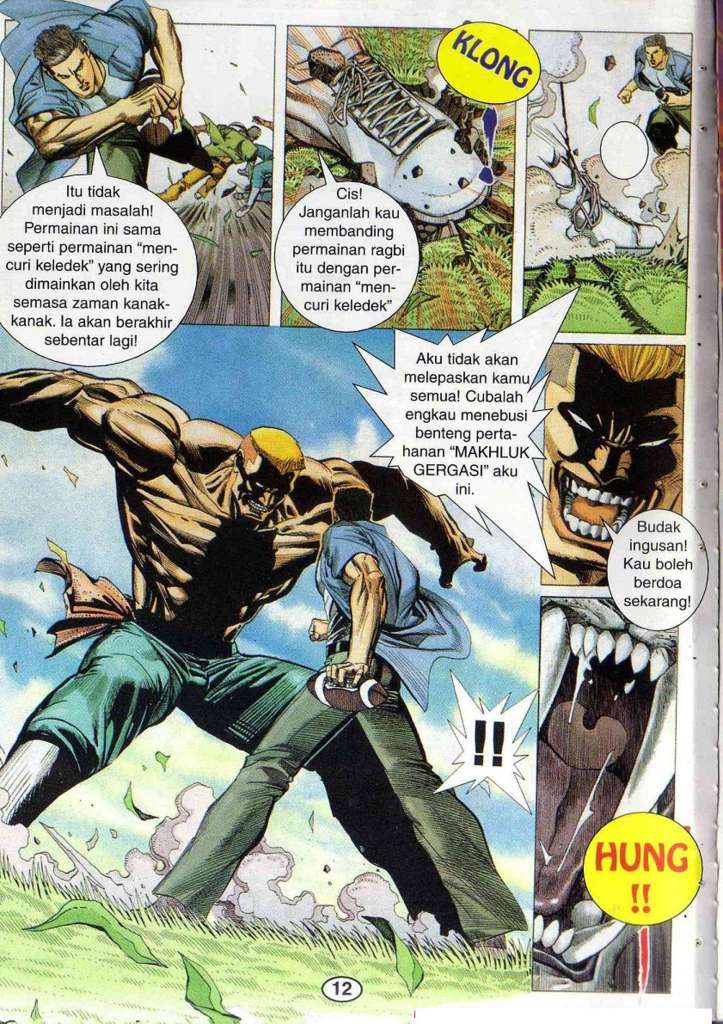 Itu tidak
menjadi masalah!
Permainan ini sama
seperti permainan "men-
curi keledek" yang sering
dimainkan oleh kita
semasa zaman kanak-
kanak. Ia akan berakhir
sebentar lagi!
Cis!
Janganlah kau
membanding
permainan ragbi
itu dengan per-
mainan "men-
curi keledek"
KLONG
!
Aku tidak akan
melepaskan kamu
semua! Cubalah
engkau menebusi
benteng perta-
hanan "MAKHLUK
GERGASI" aku
ini.
Budak
ingusan!
Kau boleh
berdoa
sekarang!
!!
HUNG
!!
12